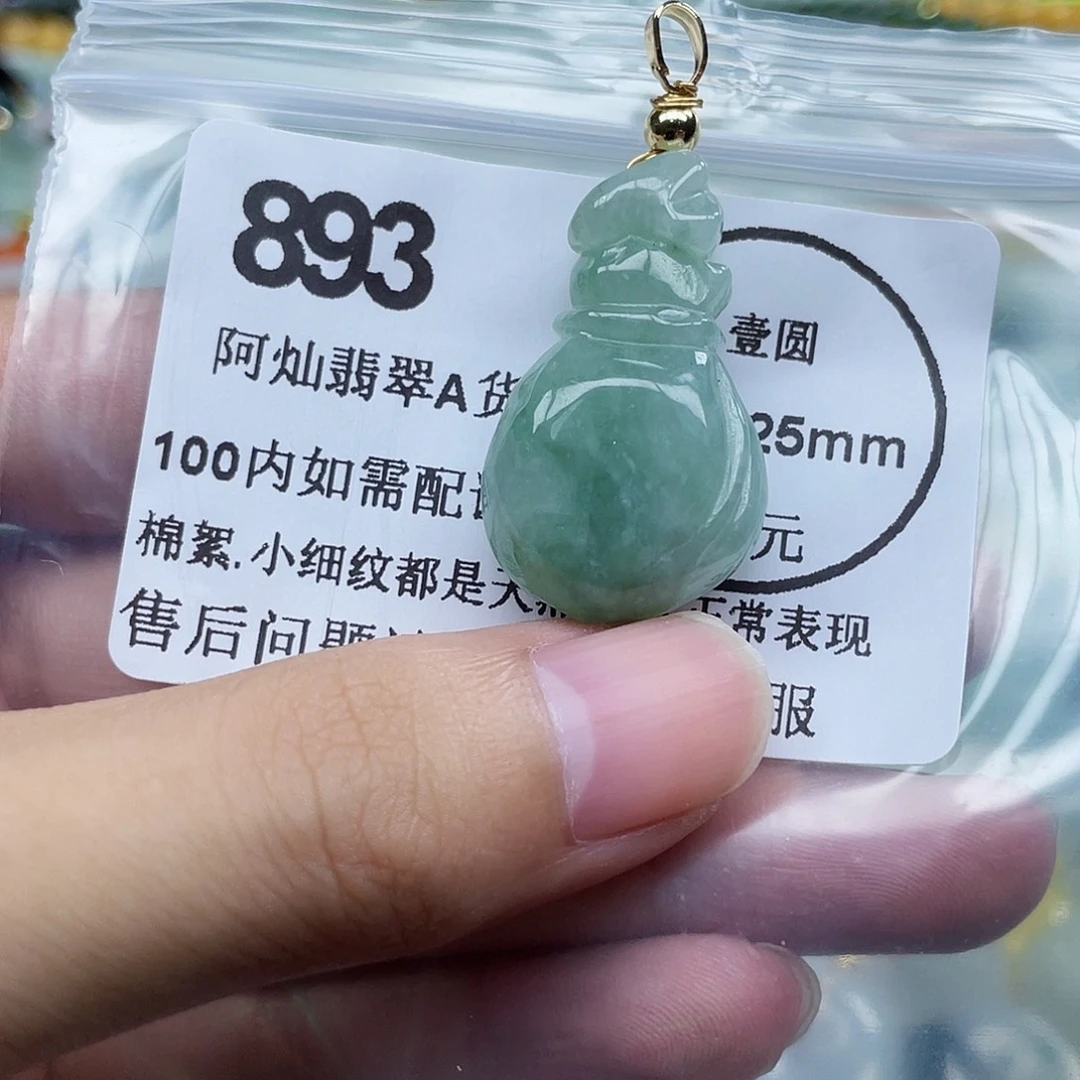 893
阿灿翡翠A货
壹圆
100内如需配
25mm
元
棉絮.小细纹都是天然 正常表现
售后问题
服